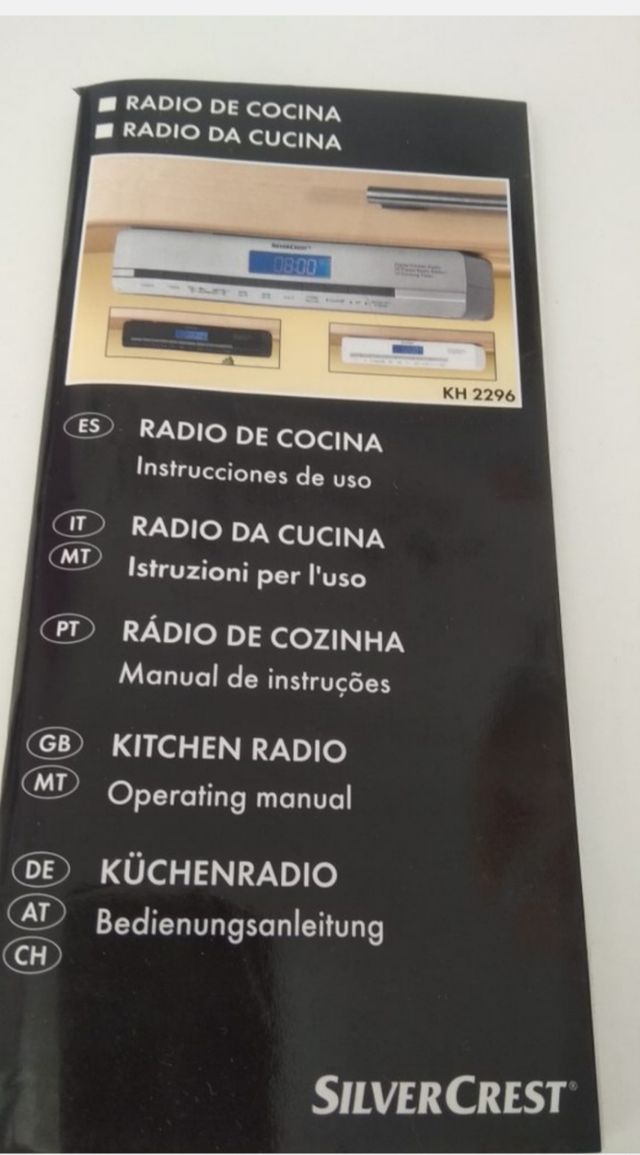 RADIO DE COCINA
RADIO DA CUCINA
SILVERCREST
08:00
KH 2296
ES RADIO DE COCINA
Instrucciones de uso
IT RADIO DA CUCINA
MT Istruzioni per l'uso
PT RÁDIO DE COZINHA
Manual de instruções
GB KITCHEN RADIO
MT Operating manual
DE KÜCHENRADIO
AT Bedienungsanleitung
CH
SILVERCREST®